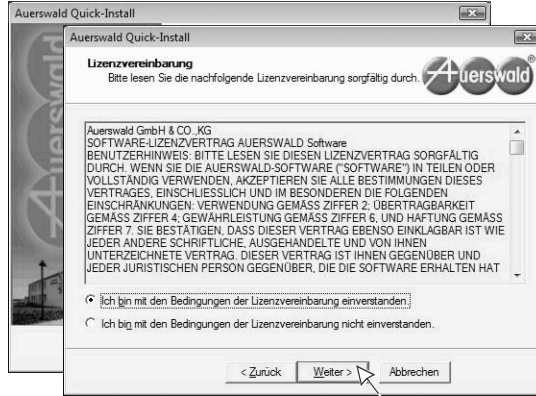 Auerswald Quick-Install
Auerswald Quick-Install
Lizenzvereinbarung
Bitte lesen Sie die nachfolgende Lizenzvereinbarung sorgfältig durch.
Auerswald
®
Auerswald
Auerswald GmbH & CO.,KG
SOFTWARE-LIZENZVERTRAG AUERSWALD Software
BENUTZERHINWEIS: BITTE LESEN SIE DIESEN LIZENZVERTRAG SORGFÄLTIG
DURCH. WENN SIE DIE AUERSWALD-SOFTWARE ("SOFTWARE") IN TEILEN ODER
VOLLSTÄNDIG VERWENDEN, AKZEPTIEREN SIE ALLE BESTIMMUNGEN DIESES
VERTRAGES, EINSCHLIESSLICH UND IM BESONDEREN DIE FOLGENDEN
EINSCHRÄNKUNGEN: VERWENDUNG GEMÄSS ZIFFER 2; ÜBERTRAGBARKEIT
GEMÄSS ZIFFER 4; GEWÄHRLEISTUNG GEMÄSS ZIFFER 6, UND HAFTUNG GEMÄSS
ZIFFER 7. SIE BESTÄTIGEN, DASS DIESER VERTRAG EBENSO EINKLAGBAR IST WIE
JEDER ANDERE SCHRIFTLICHE, AUSGEHANDELTE UND VON IHNEN
UNTERZEICHNETE VERTRAG. DIESER VERTRAG IST IHNEN GEGENÜBER UND
JEDER JURISTISCHEN PERSON GEGENÜBER, DIE DIE SOFTWARE ERHALTEN HAT
Ich bin mit den Bedingungen der Lizenzvereinbarung einverstanden.
Ich bin mit den Bedingungen der Lizenzvereinbarung nicht einverstanden.
< Zurück
Weiter >
Abbrechen